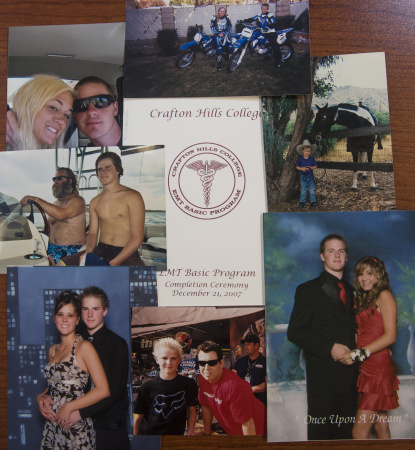 Crafton Hills College
CRAFTON HILLS COLLEGE
EMT BASIC PROGRAM
EMT Basic Program
Completion Ceremony
December 21, 2007
FOX
"Once Upon A Dream"